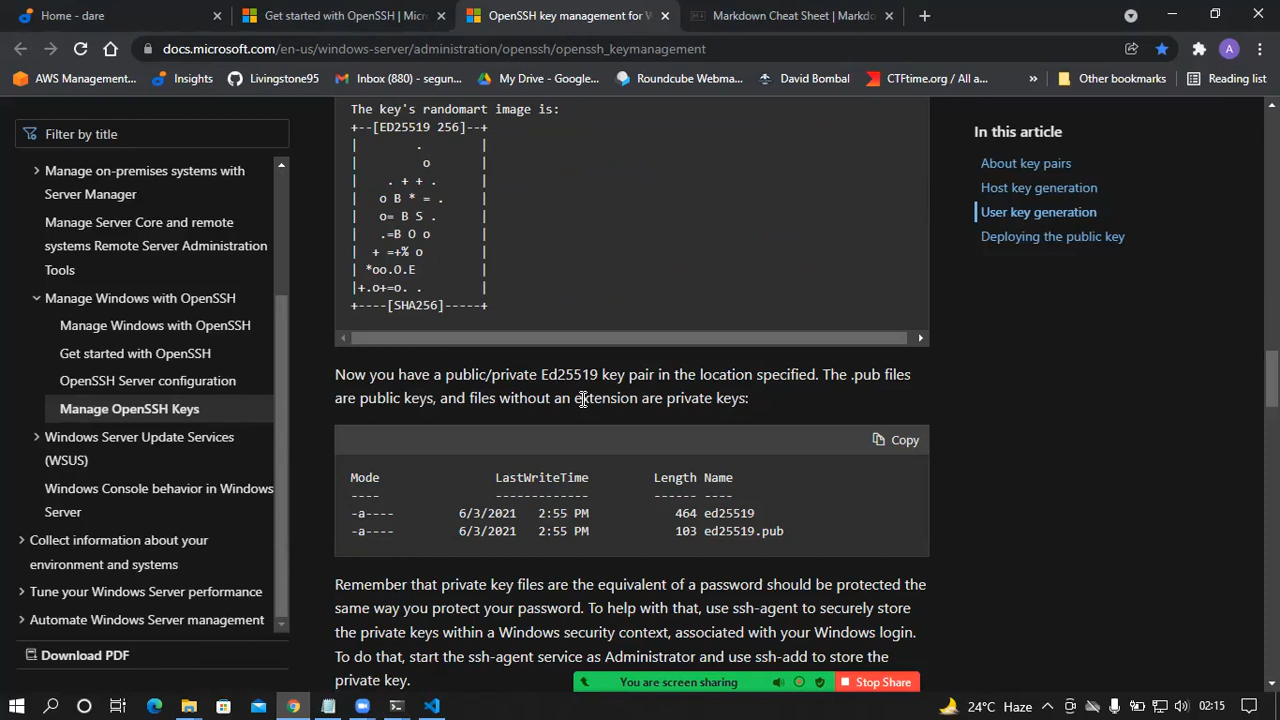 Home - dare
Get started with OpenSSH | Micro
OpenSSH key management for W
Markdown Cheat Sheet | Markdo
docs.microsoft.com/en-us/windows-server/administration/openssh/openssh_keymanagement
A
AWS Management...
Insights
Livingstone95
Inbox (880) - segun...
My Drive - Google...
Roundcube Webma...
David Bombal
CTFtime.org / All a...
»
Other bookmarks
Reading list
Filter by title
Manage on-premises systems with
Server Manager
Manage Server Core and remote
systems Remote Server Administration
Tools
Manage Windows with OpenSSH
Manage Windows with OpenSSH
Get started with OpenSSH
OpenSSH Server configuration
Manage OpenSSH Keys
Windows Server Update Services
(WSUS)
Windows Console behavior in Windows
Server
Collect information about your
environment and systems
Tune your Windows Server performance
Automate Windows Server management
Download PDF
The key's randomart image is:
+--[ED25519 256]--+
|        .        |
|         o       |
|    . + + .      |
|   o B * = .     |
|   o= B S .      |
|   .=B O o       |
|  + =+% o        |
| *oo.O.E         |
|+.o+=o. .        |
+----[SHA256]-----+
Now you have a public/private Ed25519 key pair in the location specified. The .pub files
are public keys, and files without an extension are private keys:
Copy
Mode                LastWriteTime         Length Name
----                -------------         ------ ----
-a----         6/3/2021   2:55 PM            464 ed25519
-a----         6/3/2021   2:55 PM            103 ed25519.pub
Remember that private key files are the equivalent of a password should be protected the
same way you protect your password. To help with that, use ssh-agent to securely store
the private keys within a Windows security context, associated with your Windows login.
To do that, start the ssh-agent service as Administrator and use ssh-add to store the
private key.
In this article
About key pairs
Host key generation
User key generation
Deploying the public key
You are screen sharing
Stop Share
24°C Haze
02:15